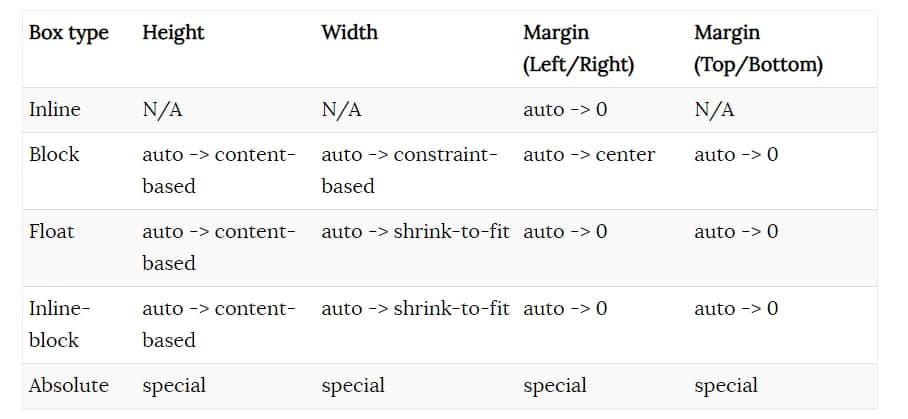 Box type Height Width Margin (Left/Right) Margin (Top/Bottom)
Inline N/A N/A auto -> 0 N/A
Block auto -> content-based auto -> constraint-based auto -> center auto -> 0
Float auto -> content-based auto -> shrink-to-fit auto -> 0 auto -> 0
Inline-block auto -> content-based auto -> shrink-to-fit auto -> 0 auto -> 0
Absolute special special special special